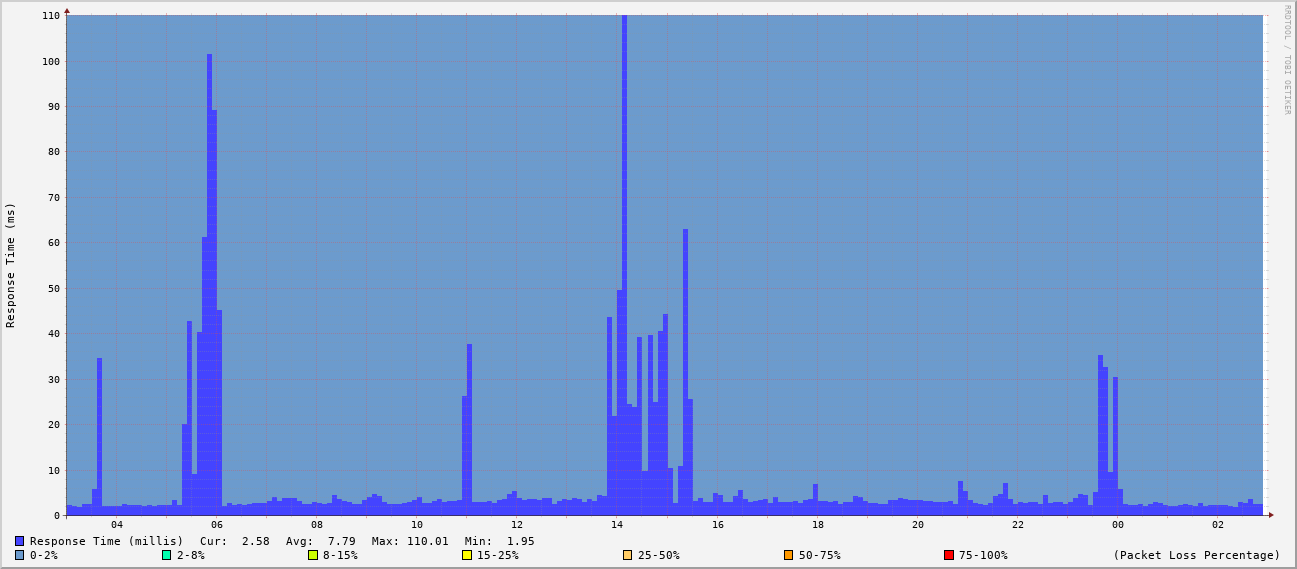 RRDTOOL / TOBI OETIKER
Response Time (ms)
110
100
90
80
70
60
50
40
30
20
10
0
04 06 08 10 12 14 16 18 20 22 00 02
Response Time (millis) Cur: 2.58 Avg: 7.79 Max: 110.01 Min: 1.95
0-2% 2-8% 8-15% 15-25% 25-50% 50-75% 75-100% (Packet Loss Percentage)